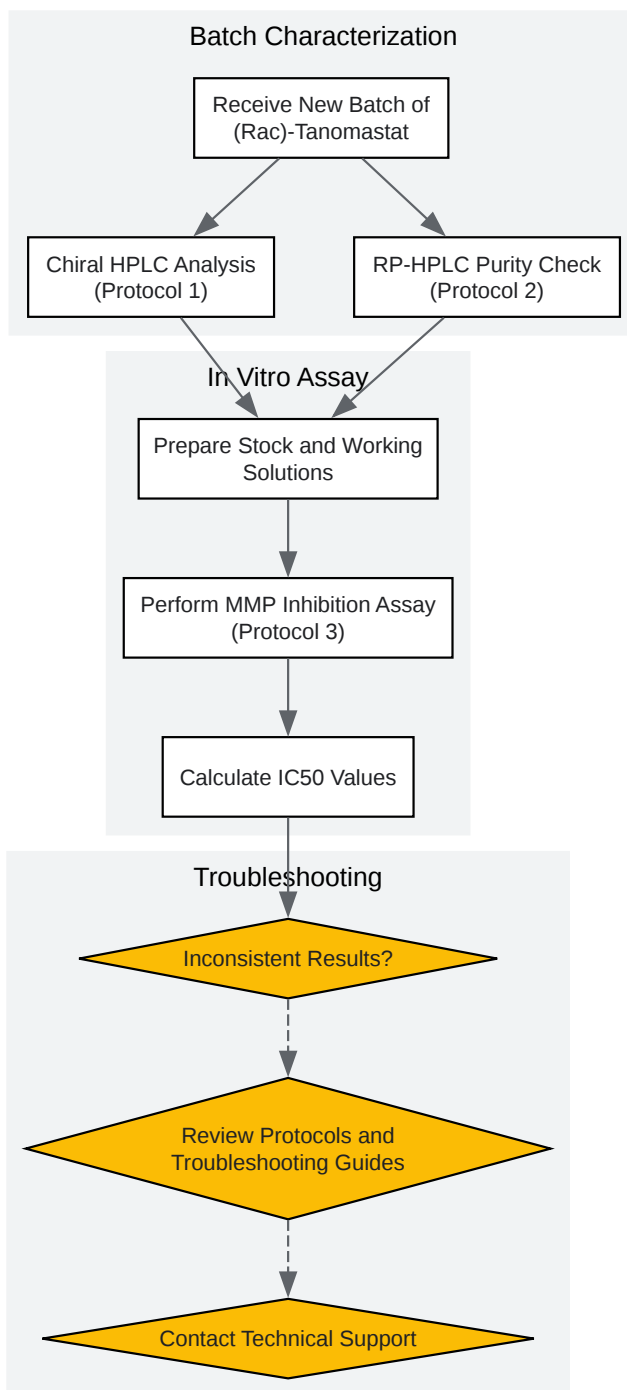 Batch Characterization
Receive New Batch of
(Rac)-Tanomastat
Chiral HPLC Analysis
(Protocol 1)
RP-HPLC Purity Check
(Protocol 2)
In Vitro Assay
Prepare Stock and Working
Solutions
Perform MMP Inhibition Assay
(Protocol 3)
Calculate IC50 Values
Troubleshooting
Inconsistent Results?
Review Protocols and
Troubleshooting Guides
Contact Technical Support